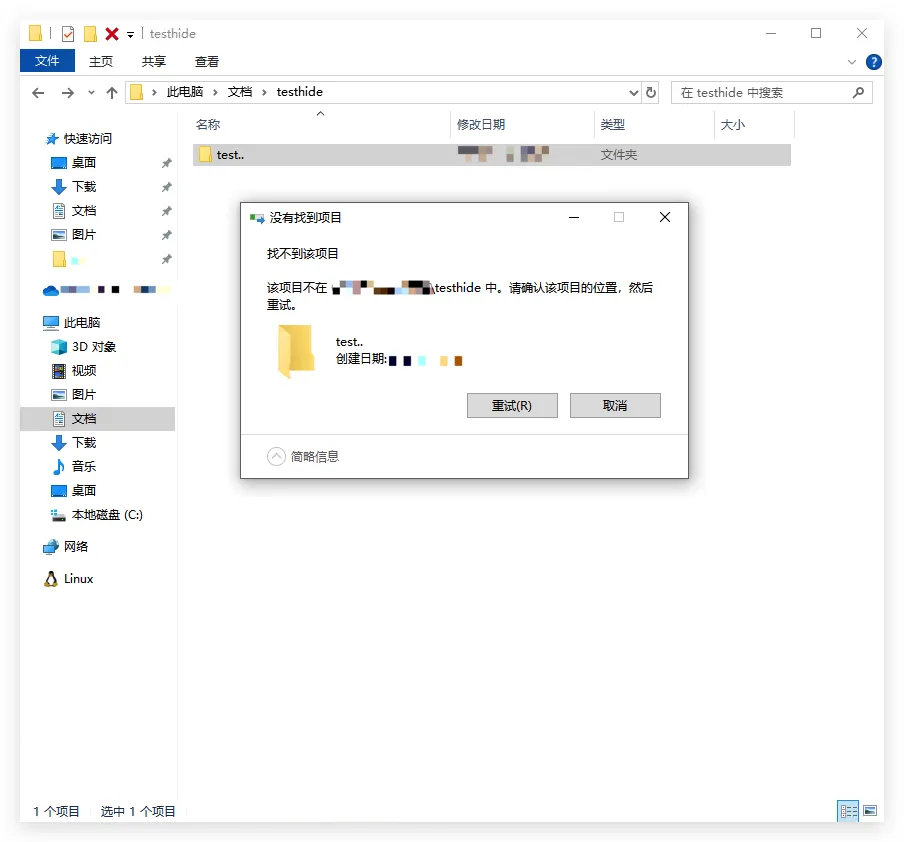 testhide
文件 主页 共享 查看
此电脑 文档 testhide
在 testhide 中搜索
名称 修改日期 类型 大小
test.. 文件夹
快速访问
桌面
下载
文档
图片
此电脑
3D 对象
视频
图片
文档
下载
音乐
桌面
本地磁盘 (C:)
网络
Linux
没有找到项目
找不到该项目
该项目不在 \testhide 中。请确认该项目的位置，然后
重试。
test..
创建日期:
重试(R) 取消
简略信息
1 个项目 选中 1 个项目